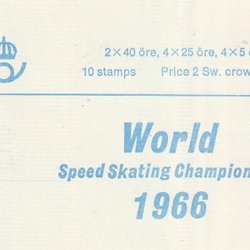 2×40 öre, 4×25 öre, 4×5
10 stamps Price 2 Sw. crow
World
Speed Skating Champion
1966